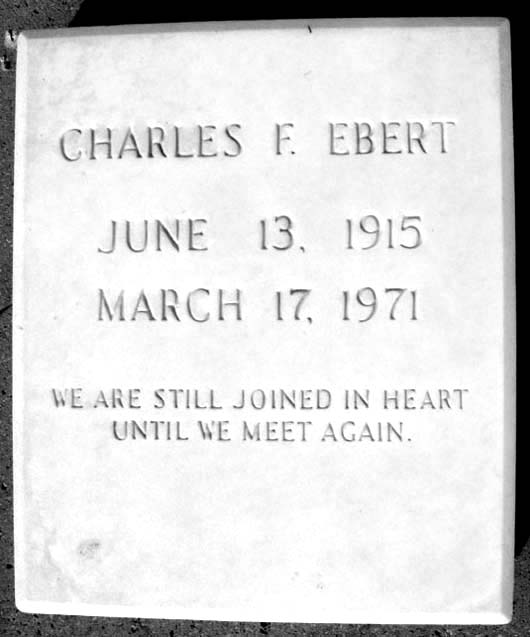 CHARLES F. EBERT
JUNE 13, 1915
MARCH 17, 1971
WE ARE STILL JOINED IN HEART
UNTIL WE MEET AGAIN.